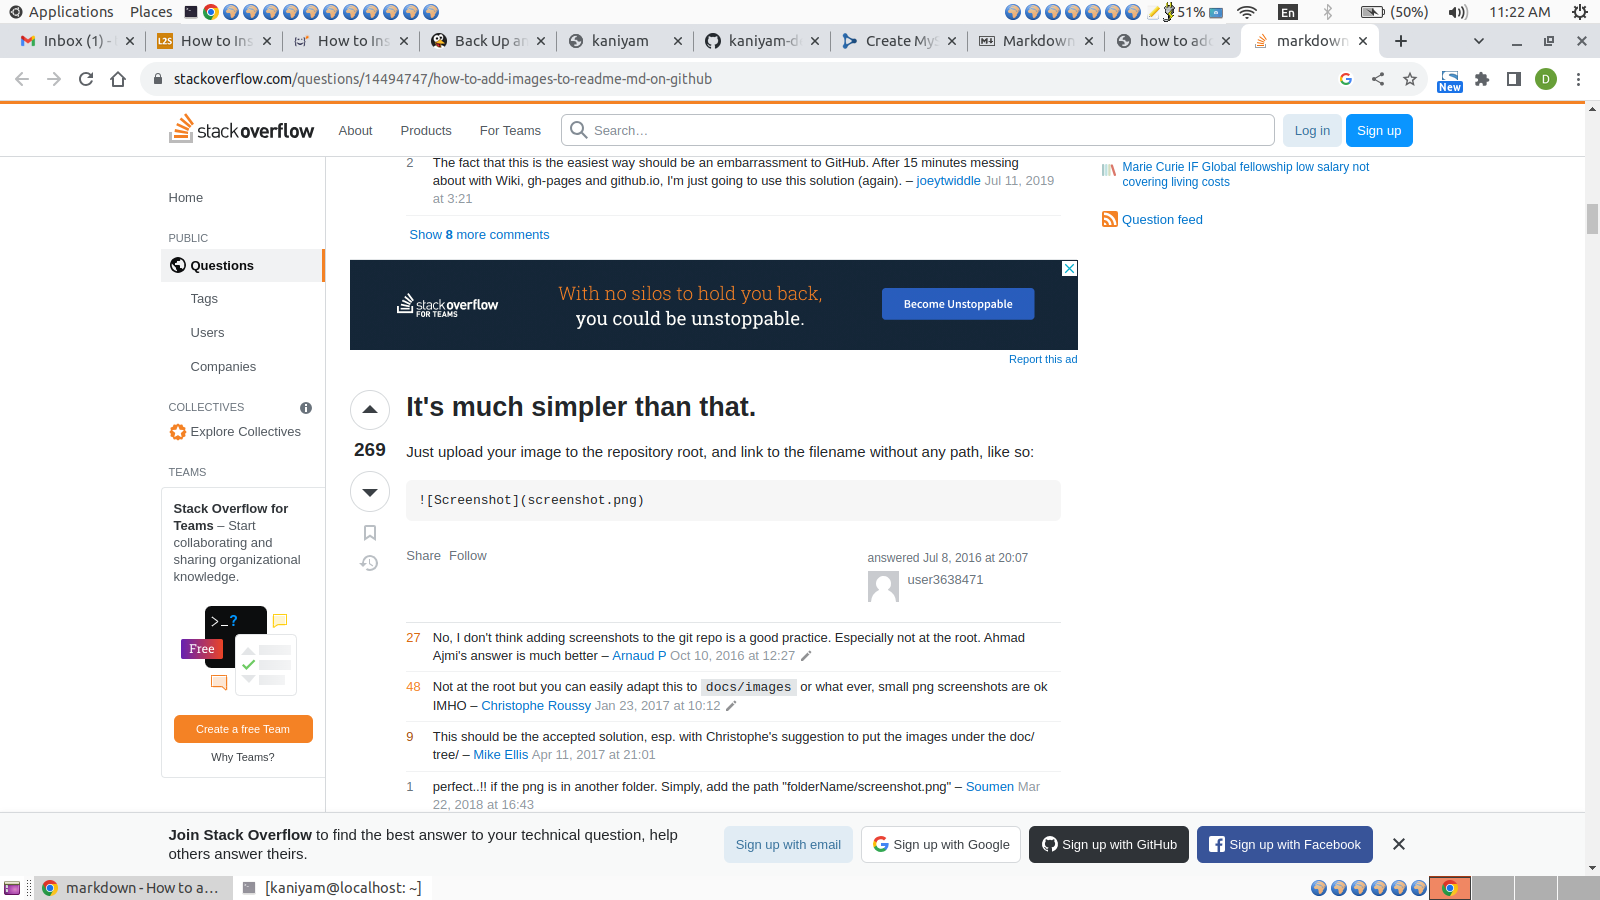 Applications Places 51% En (50%) 11:22 AM
Inbox (1) - How to Ins How to Ins Back Up an kaniyam kaniyam-d Create MyS Markdown how to add markdown
stackoverflow.com/questions/14494747/how-to-add-images-to-readme-md-on-github New D
stackoverflow About Products For Teams Search... Log in Sign up
Home
PUBLIC
Questions
Tags
Users
Companies
COLLECTIVES
Explore Collectives
TEAMS
Stack Overflow for
Teams – Start
collaborating and
sharing organizational
knowledge.
>_?
Free
Create a free Team
Why Teams?
2 The fact that this is the easiest way should be an embarrassment to GitHub. After 15 minutes messing
about with Wiki, gh-pages and github.io, I'm just going to use this solution (again). – joeytwiddle Jul 11, 2019
at 3:21
Show 8 more comments
stackoverflow
FOR TEAMS
With no silos to hold you back,
you could be unstoppable.
Become Unstoppable
Report this ad
It's much simpler than that.
269
Just upload your image to the repository root, and link to the filename without any path, like so:
![Screenshot](screenshot.png)
Share Follow
answered Jul 8, 2016 at 20:07
user3638471
27 No, I don't think adding screenshots to the git repo is a good practice. Especially not at the root. Ahmad
Ajmi's answer is much better – Arnaud P Oct 10, 2016 at 12:27
48 Not at the root but you can easily adapt this to docs/images or what ever, small png screenshots are ok
IMHO – Christophe Roussy Jan 23, 2017 at 10:12
9 This should be the accepted solution, esp. with Christophe's suggestion to put the images under the doc/
tree/ – Mike Ellis Apr 11, 2017 at 21:01
1 perfect..!! if the png is in another folder. Simply, add the path "folderName/screenshot.png" – Soumen Mar
22, 2018 at 16:43
Marie Curie IF Global fellowship low salary not
covering living costs
Question feed
Join Stack Overflow to find the best answer to your technical question, help
others answer theirs.
Sign up with email Sign up with Google Sign up with GitHub Sign up with Facebook
markdown - How to a... [kaniyam@localhost: ~]